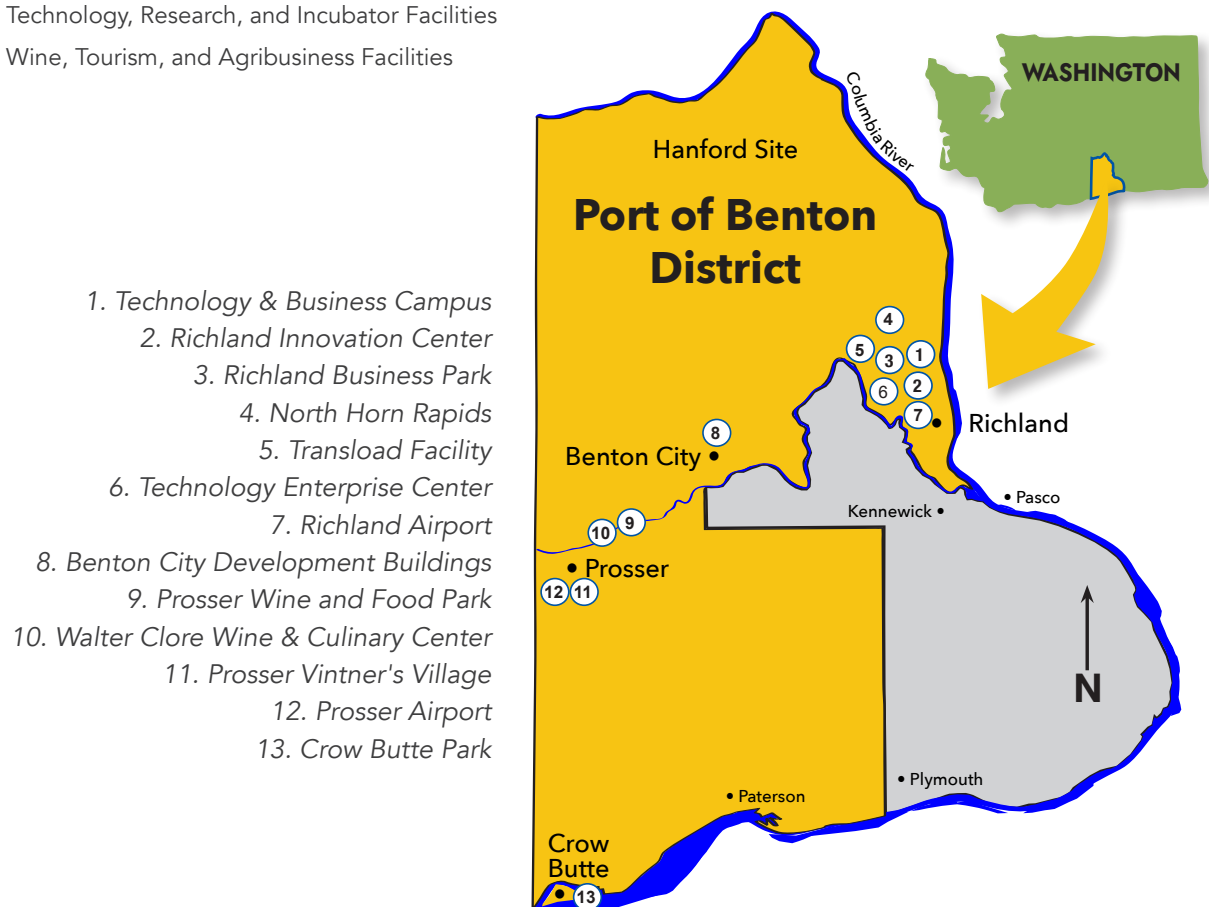 Technology, Research, and Incubator Facilities
Wine, Tourism, and Agribusiness Facilities
WASHINGTON
Columbia River
Hanford Site
Port of Benton
District
1. Technology & Business Campus
2. Richland Innovation Center
3. Richland Business Park
4. North Horn Rapids
5. Transload Facility
6. Technology Enterprise Center
7. Richland Airport
8. Benton City Development Buildings
9. Prosser Wine and Food Park
10. Walter Clore Wine & Culinary Center
11. Prosser Vintner's Village
12. Prosser Airport
13. Crow Butte Park
4
5
3
1
6
2
7
Richland
8
Benton City
Pasco
Kennewick
9
10
Prosser
12
11
N
Plymouth
Paterson
Crow
Butte
13